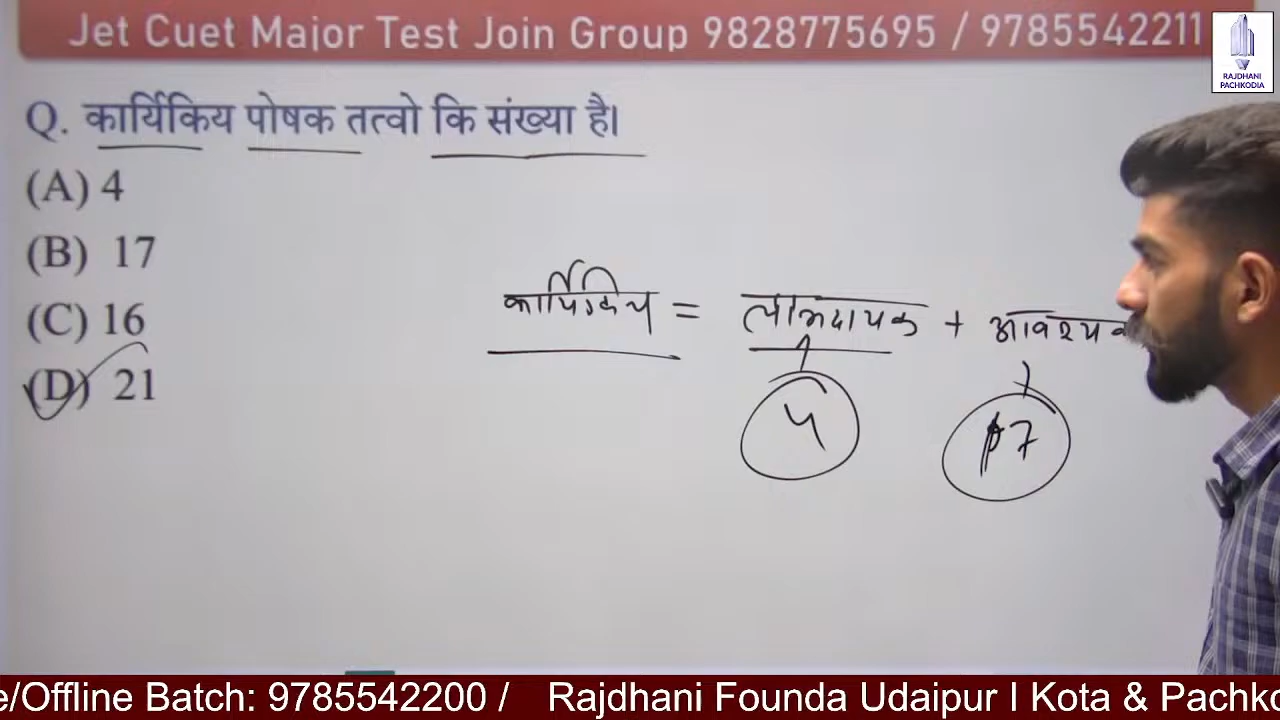 Jet Cuet Major Test Join Group 9828775695 / 9785542211
RAJDHANI
PACHKODIA
Q. कार्यिकिय पोषक तत्वो कि संख्या है।
(A) 4
(B) 17
(C) 16
(D) 21
कार्यिकिय = लाभदायक + आवश्यक
4
17
e/Offline Batch: 9785542200 / Rajdhani Founda Udaipur I Kota & Pachko